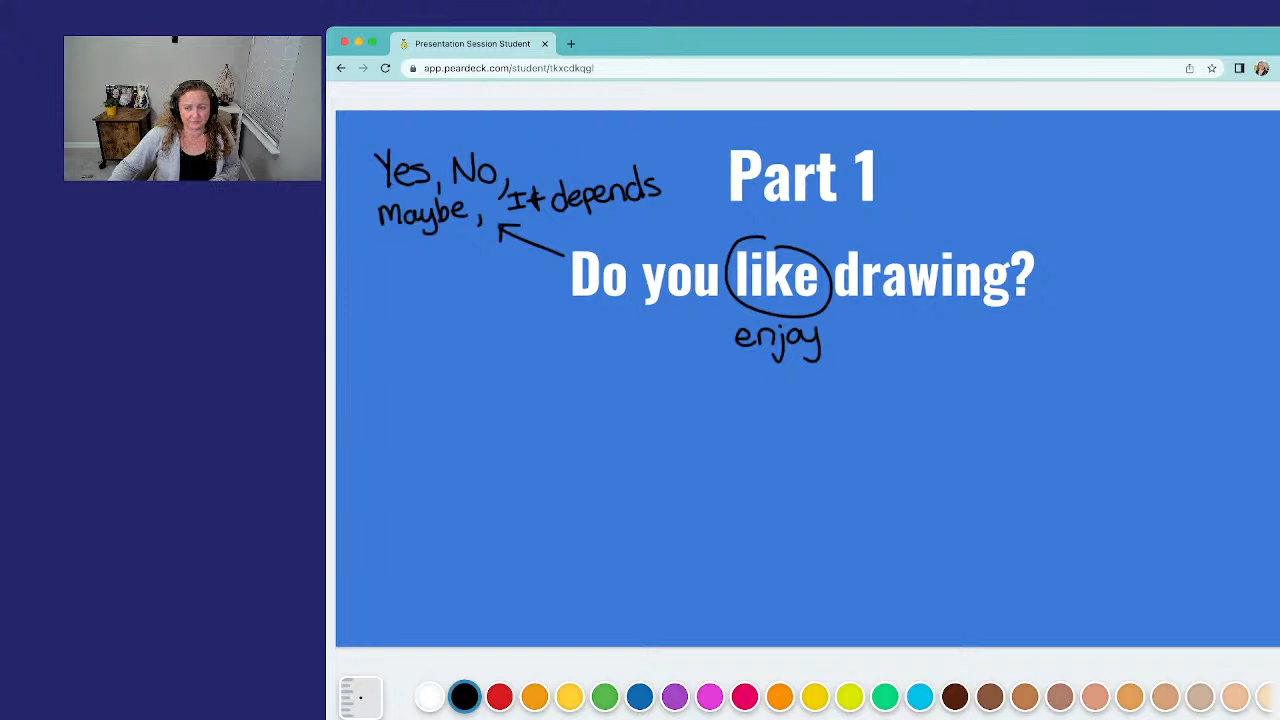 Presentation Session Student
app.peardeck.com/student/tkxcdkqgl
Yes, No,
Maybe, It depends
Part 1
Do you like drawing?
enjoy